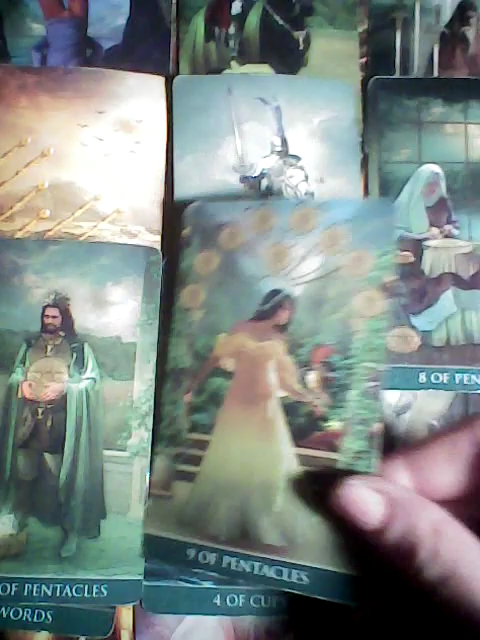 8 OF PEN
9 OF PENTACLES
OF PENTACLES
4 OF CUP
WORDS